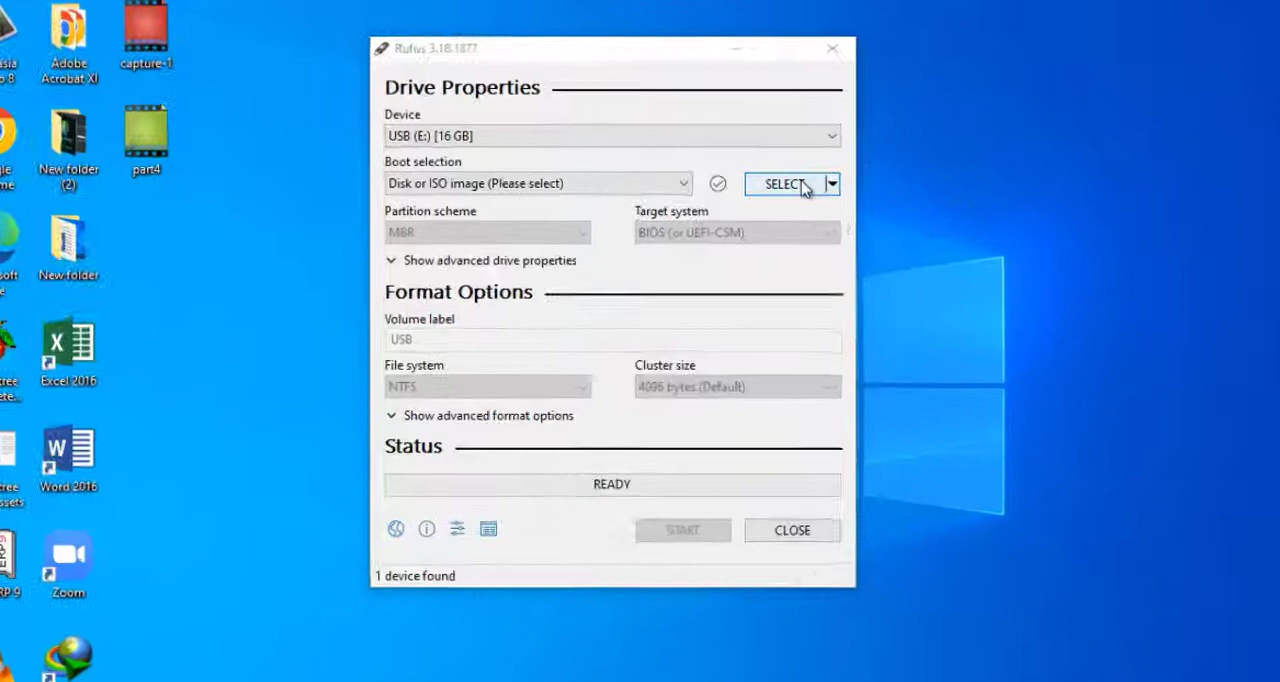 Rufus 3.18.1877
Drive Properties
Device
USB (E:) [16 GB]
Boot selection
Disk or ISO image (Please select)
SELECT
Partition scheme
Target system
MBR
BIOS (or UEFI-CSM)
?
Show advanced drive properties
Format Options
Volume label
USB
File system
Cluster size
NTFS
4096 bytes (Default)
Show advanced format options
Status
READY
START
CLOSE
1 device found
Adobe
Acrobat XI
capture-1
New folder
(2)
part4
New folder
Excel 2016
Word 2016
Zoom